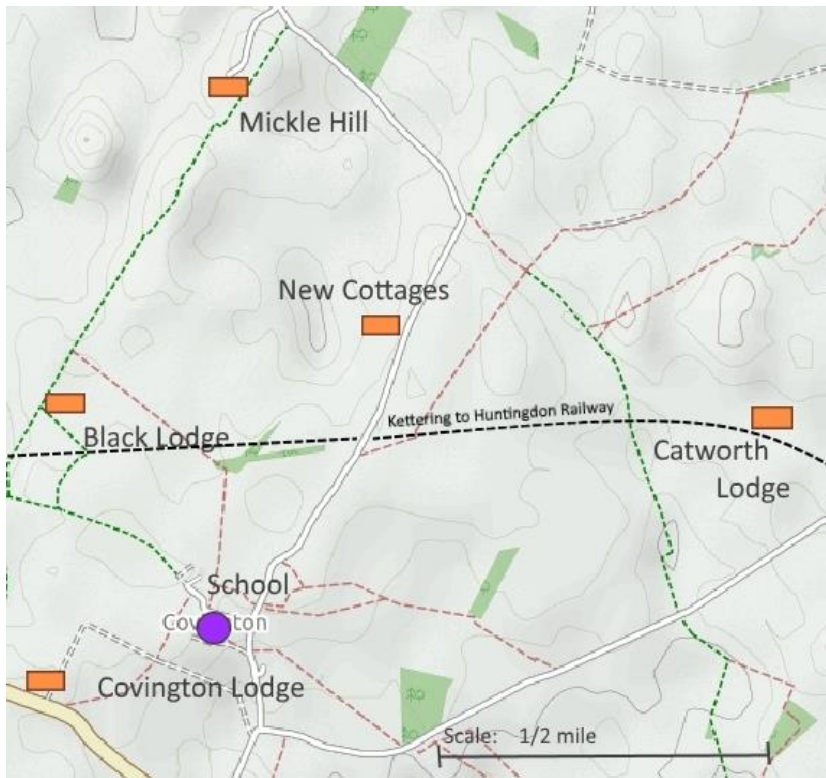 Mickle Hill
New Cottages
Kettering to Huntingdon Railway
Black Lodge
Catworth
Lodge
School
Covington Lodge
Scale: 1/2 mile